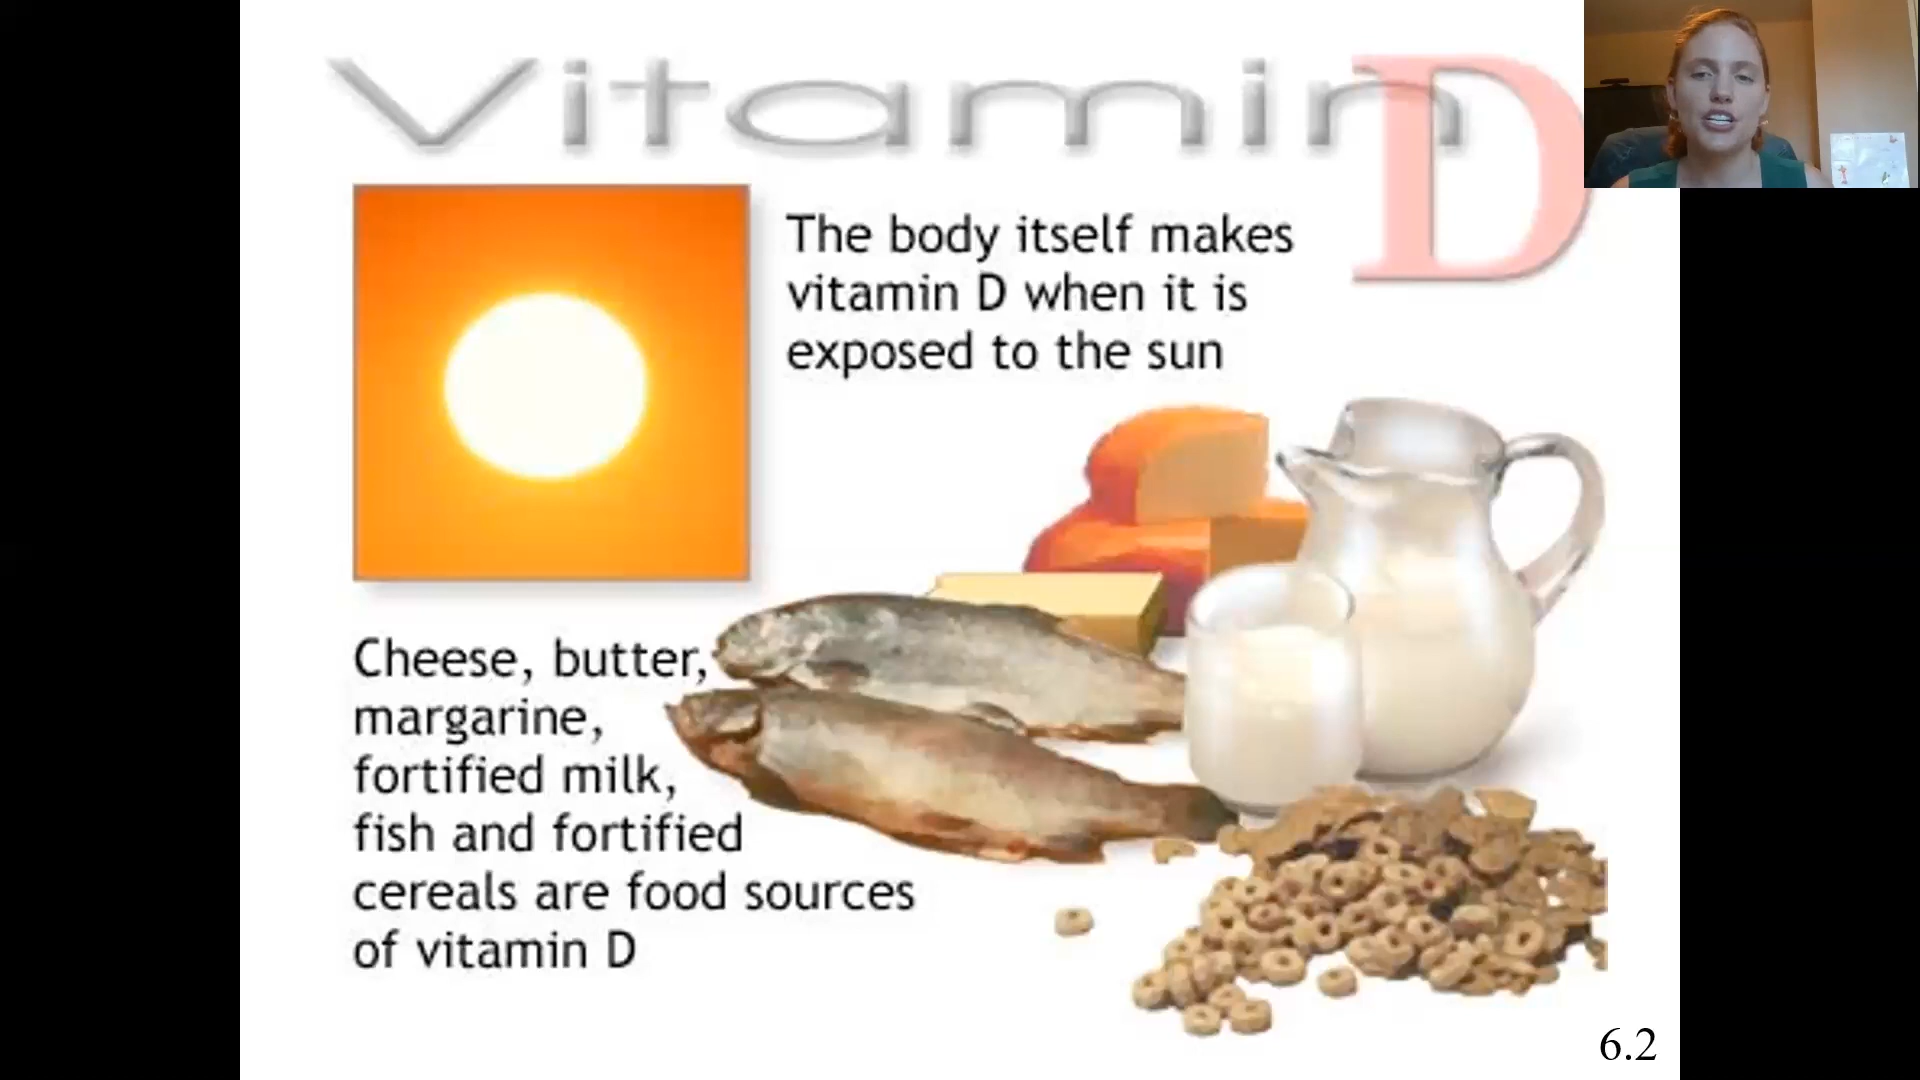 Vitamin D
The body itself makes
vitamin D when it is
exposed to the sun
Cheese, butter,
margarine,
fortified milk,
fish and fortified
cereals are food sources
of vitamin D
6.2